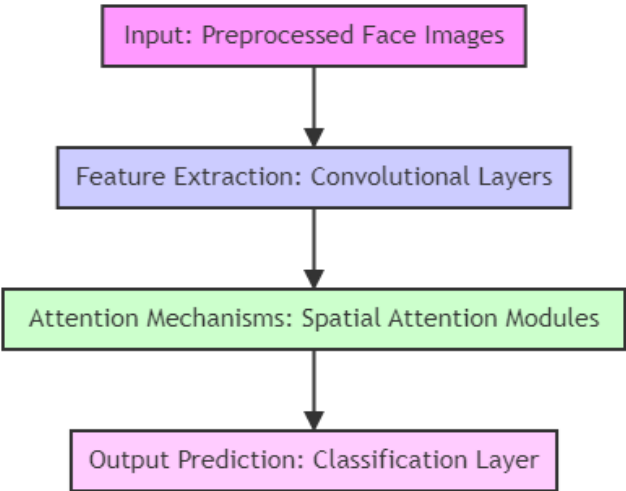 Input: Preprocessed Face Images
Feature Extraction: Convolutional Layers
Attention Mechanisms: Spatial Attention Modules
Output Prediction: Classification Layer